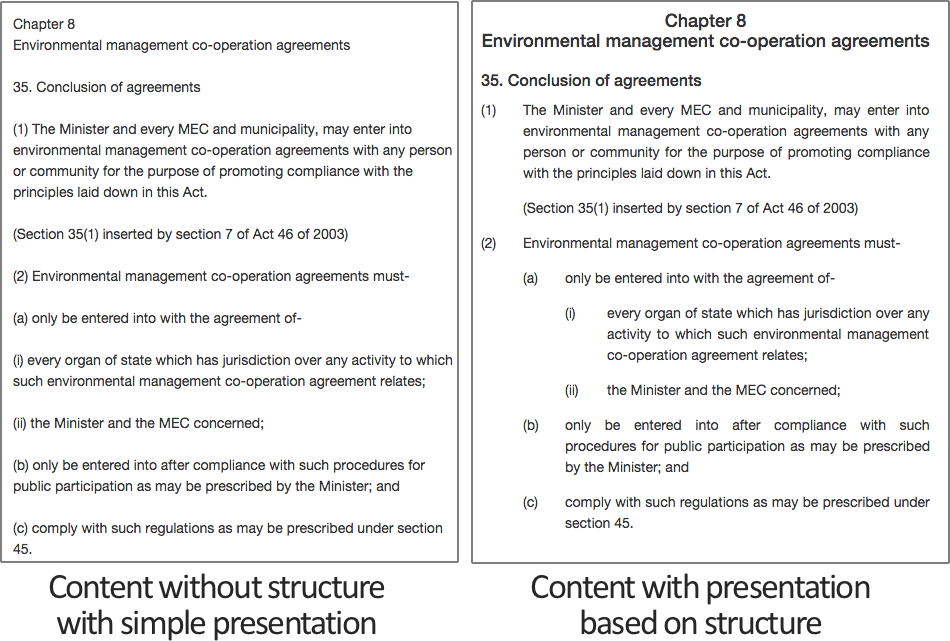 Chapter 8
Environmental management co-operation agreements
35. Conclusion of agreements
(1) The Minister and every MEC and municipality, may enter into
environmental management co-operation agreements with any person
or community for the purpose of promoting compliance with the
principles laid down in this Act.
(Section 35(1) inserted by section 7 of Act 46 of 2003)
(2) Environmental management co-operation agreements must-
(a) only be entered into with the agreement of-
(i) every organ of state which has jurisdiction over any activity to which
such environmental management co-operation agreement relates;
(ii) the Minister and the MEC concerned;
(b) only be entered into after compliance with such procedures for
public participation as may be prescribed by the Minister; and
(c) comply with such regulations as may be prescribed under section
45.
Content without structure
with simple presentation
Chapter 8
Environmental management co-operation agreements
35. Conclusion of agreements
(1) The Minister and every MEC and municipality, may enter into
environmental management co-operation agreements with any
person or community for the purpose of promoting compliance
with the principles laid down in this Act.
(Section 35(1) inserted by section 7 of Act 46 of 2003)
(2) Environmental management co-operation agreements must-
(a) only be entered into with the agreement of-
(i) every organ of state which has jurisdiction over any
activity to which such environmental management
co-operation agreement relates;
(ii) the Minister and the MEC concerned;
(b) only be entered into after compliance with such
procedures for public participation as may be prescribed
by the Minister; and
(c) comply with such regulations as may be prescribed under
section 45.
Content with presentation
based on structure